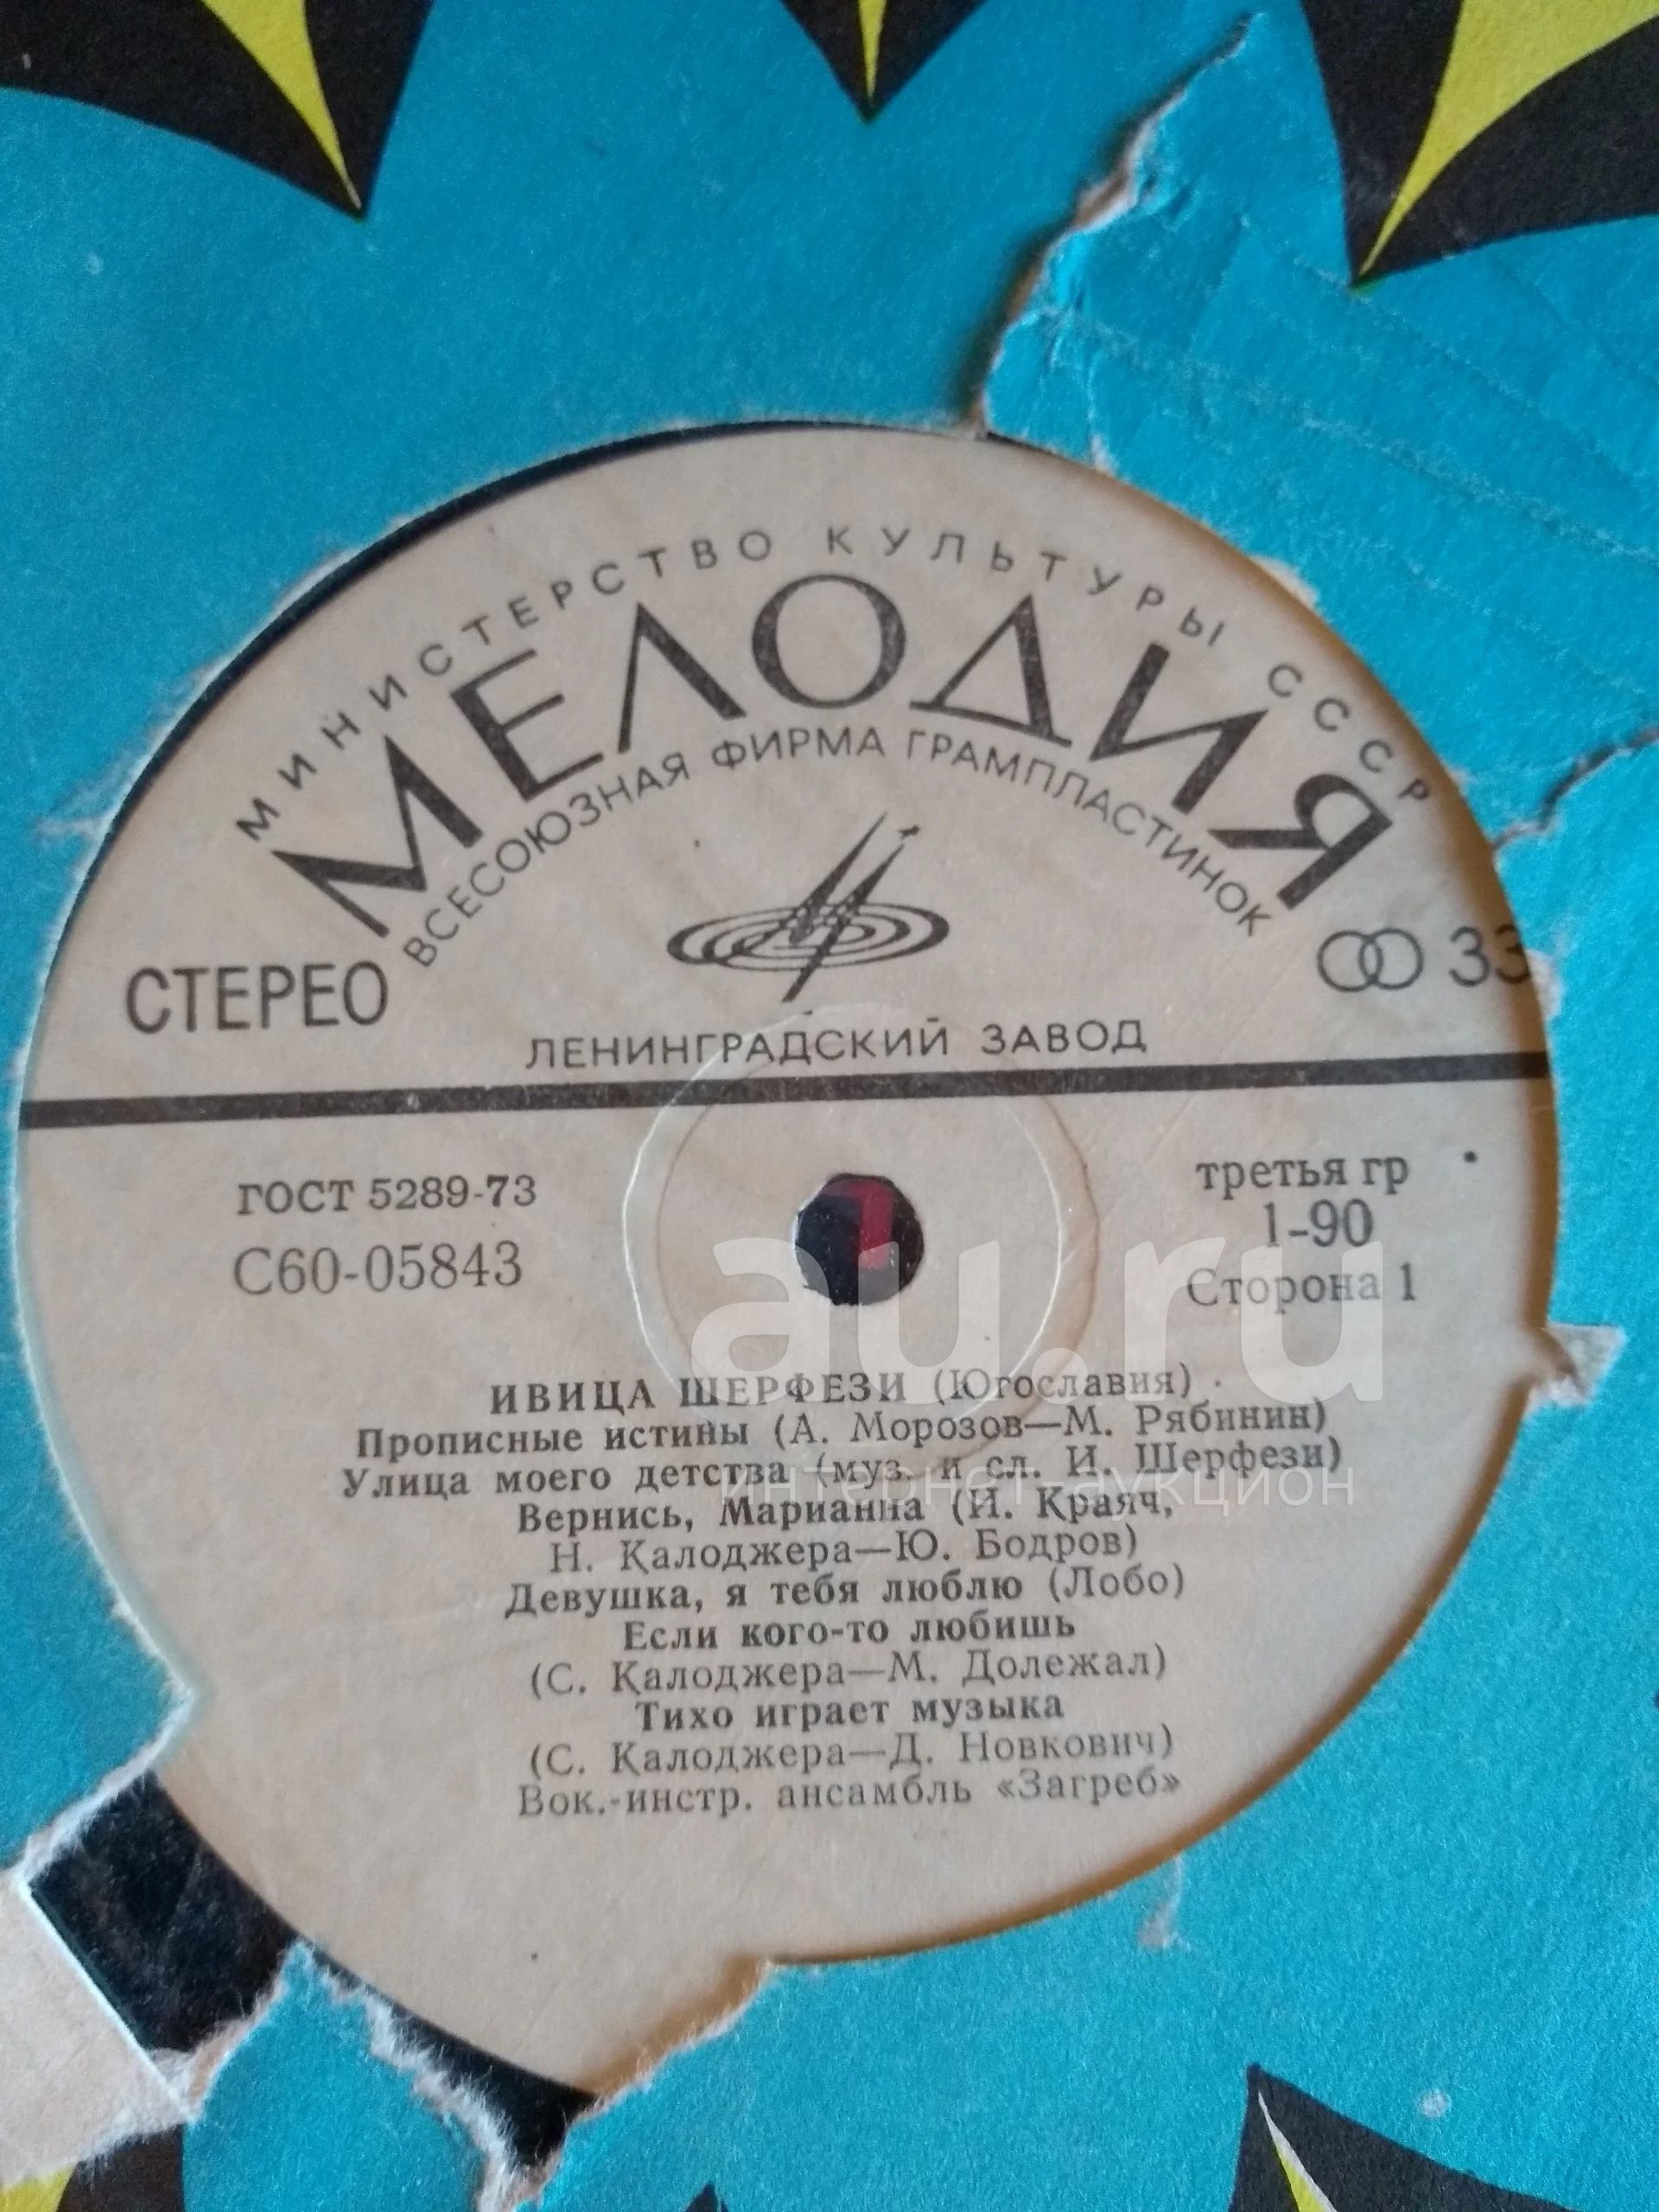 МИНИСТЕРСТВО КУЛЬТУРЫ СССР
МЕЛОДИЯ
ВСЕСОЮЗНАЯ ФИРМА ГРАМПЛАСТИНОК
СТЕРЕО
33
ЛЕНИНГРАДСКИЙ ЗАВОД
ГОСТ 5289-73
третья гр
С60-05843
1-90
Сторона 1
au.ru
интернет аукцион
ИВИЦА ШЕРФЕЗИ (Югославия)
Прописные истины (А. Морозов—М. Рябинин)
Улица моего детства (муз. и сл. И. Шерфези)
Вернись, Марианна (И. Краяч,
Н. Калоджера—Ю. Бодров)
Девушка, я тебя люблю (Лобо)
Если кого-то любишь
(С. Калоджера—М. Долежал)
Тихо играет музыка
(С. Калоджера—Д. Новкович)
Вок.-инстр. ансамбль «Загреб»